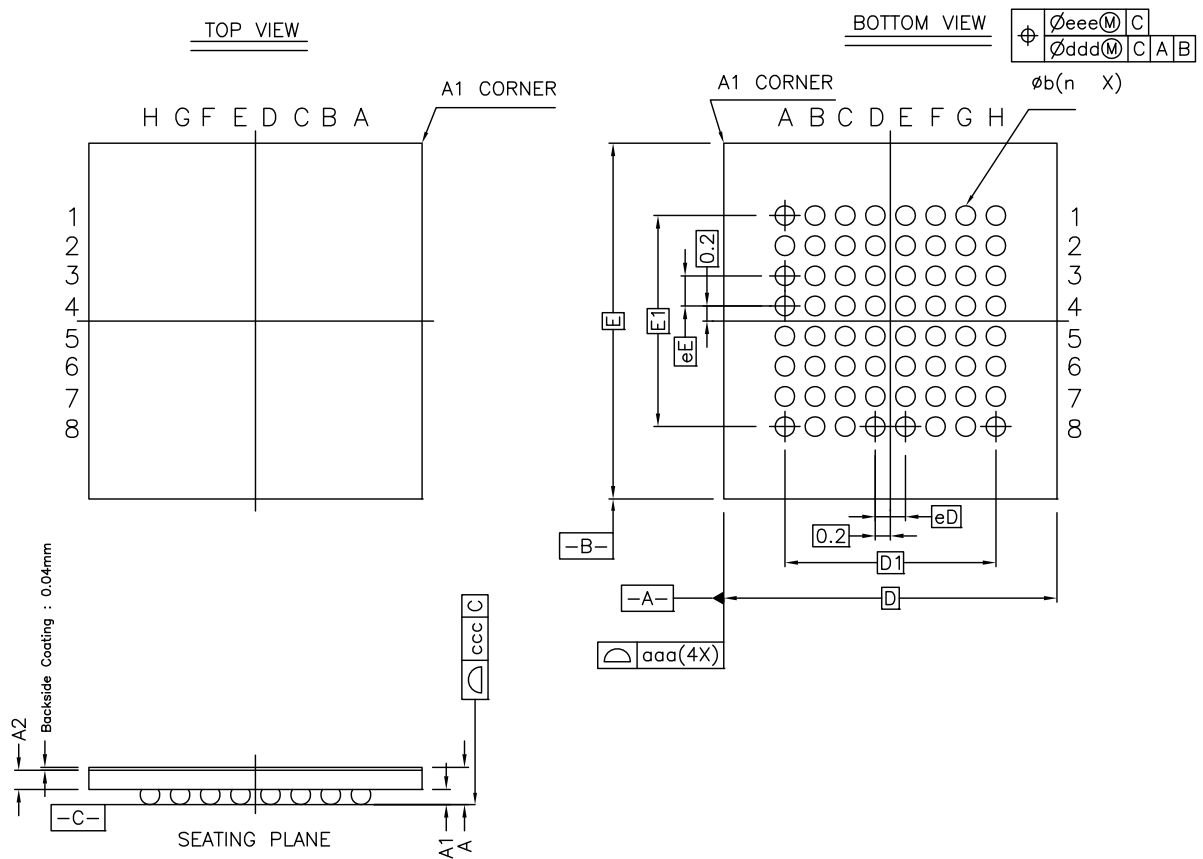 TOP VIEW
A1 CORNER
H G F E D C B A
1
2
3
4
5
6
7
8
BOTTOM VIEW
Øeee Ⓜ C
Øddd Ⓜ C A B
øb(n X)
A1 CORNER
A B C D E F G H
1
2
3
4
5
6
7
8
0.2
E
E1
eE
eD
0.2
D1
D
-B-
-A-
aaa(4X)
Backside Coating : 0.04mm
A2
ccc C
-C-
SEATING PLANE
A1
A